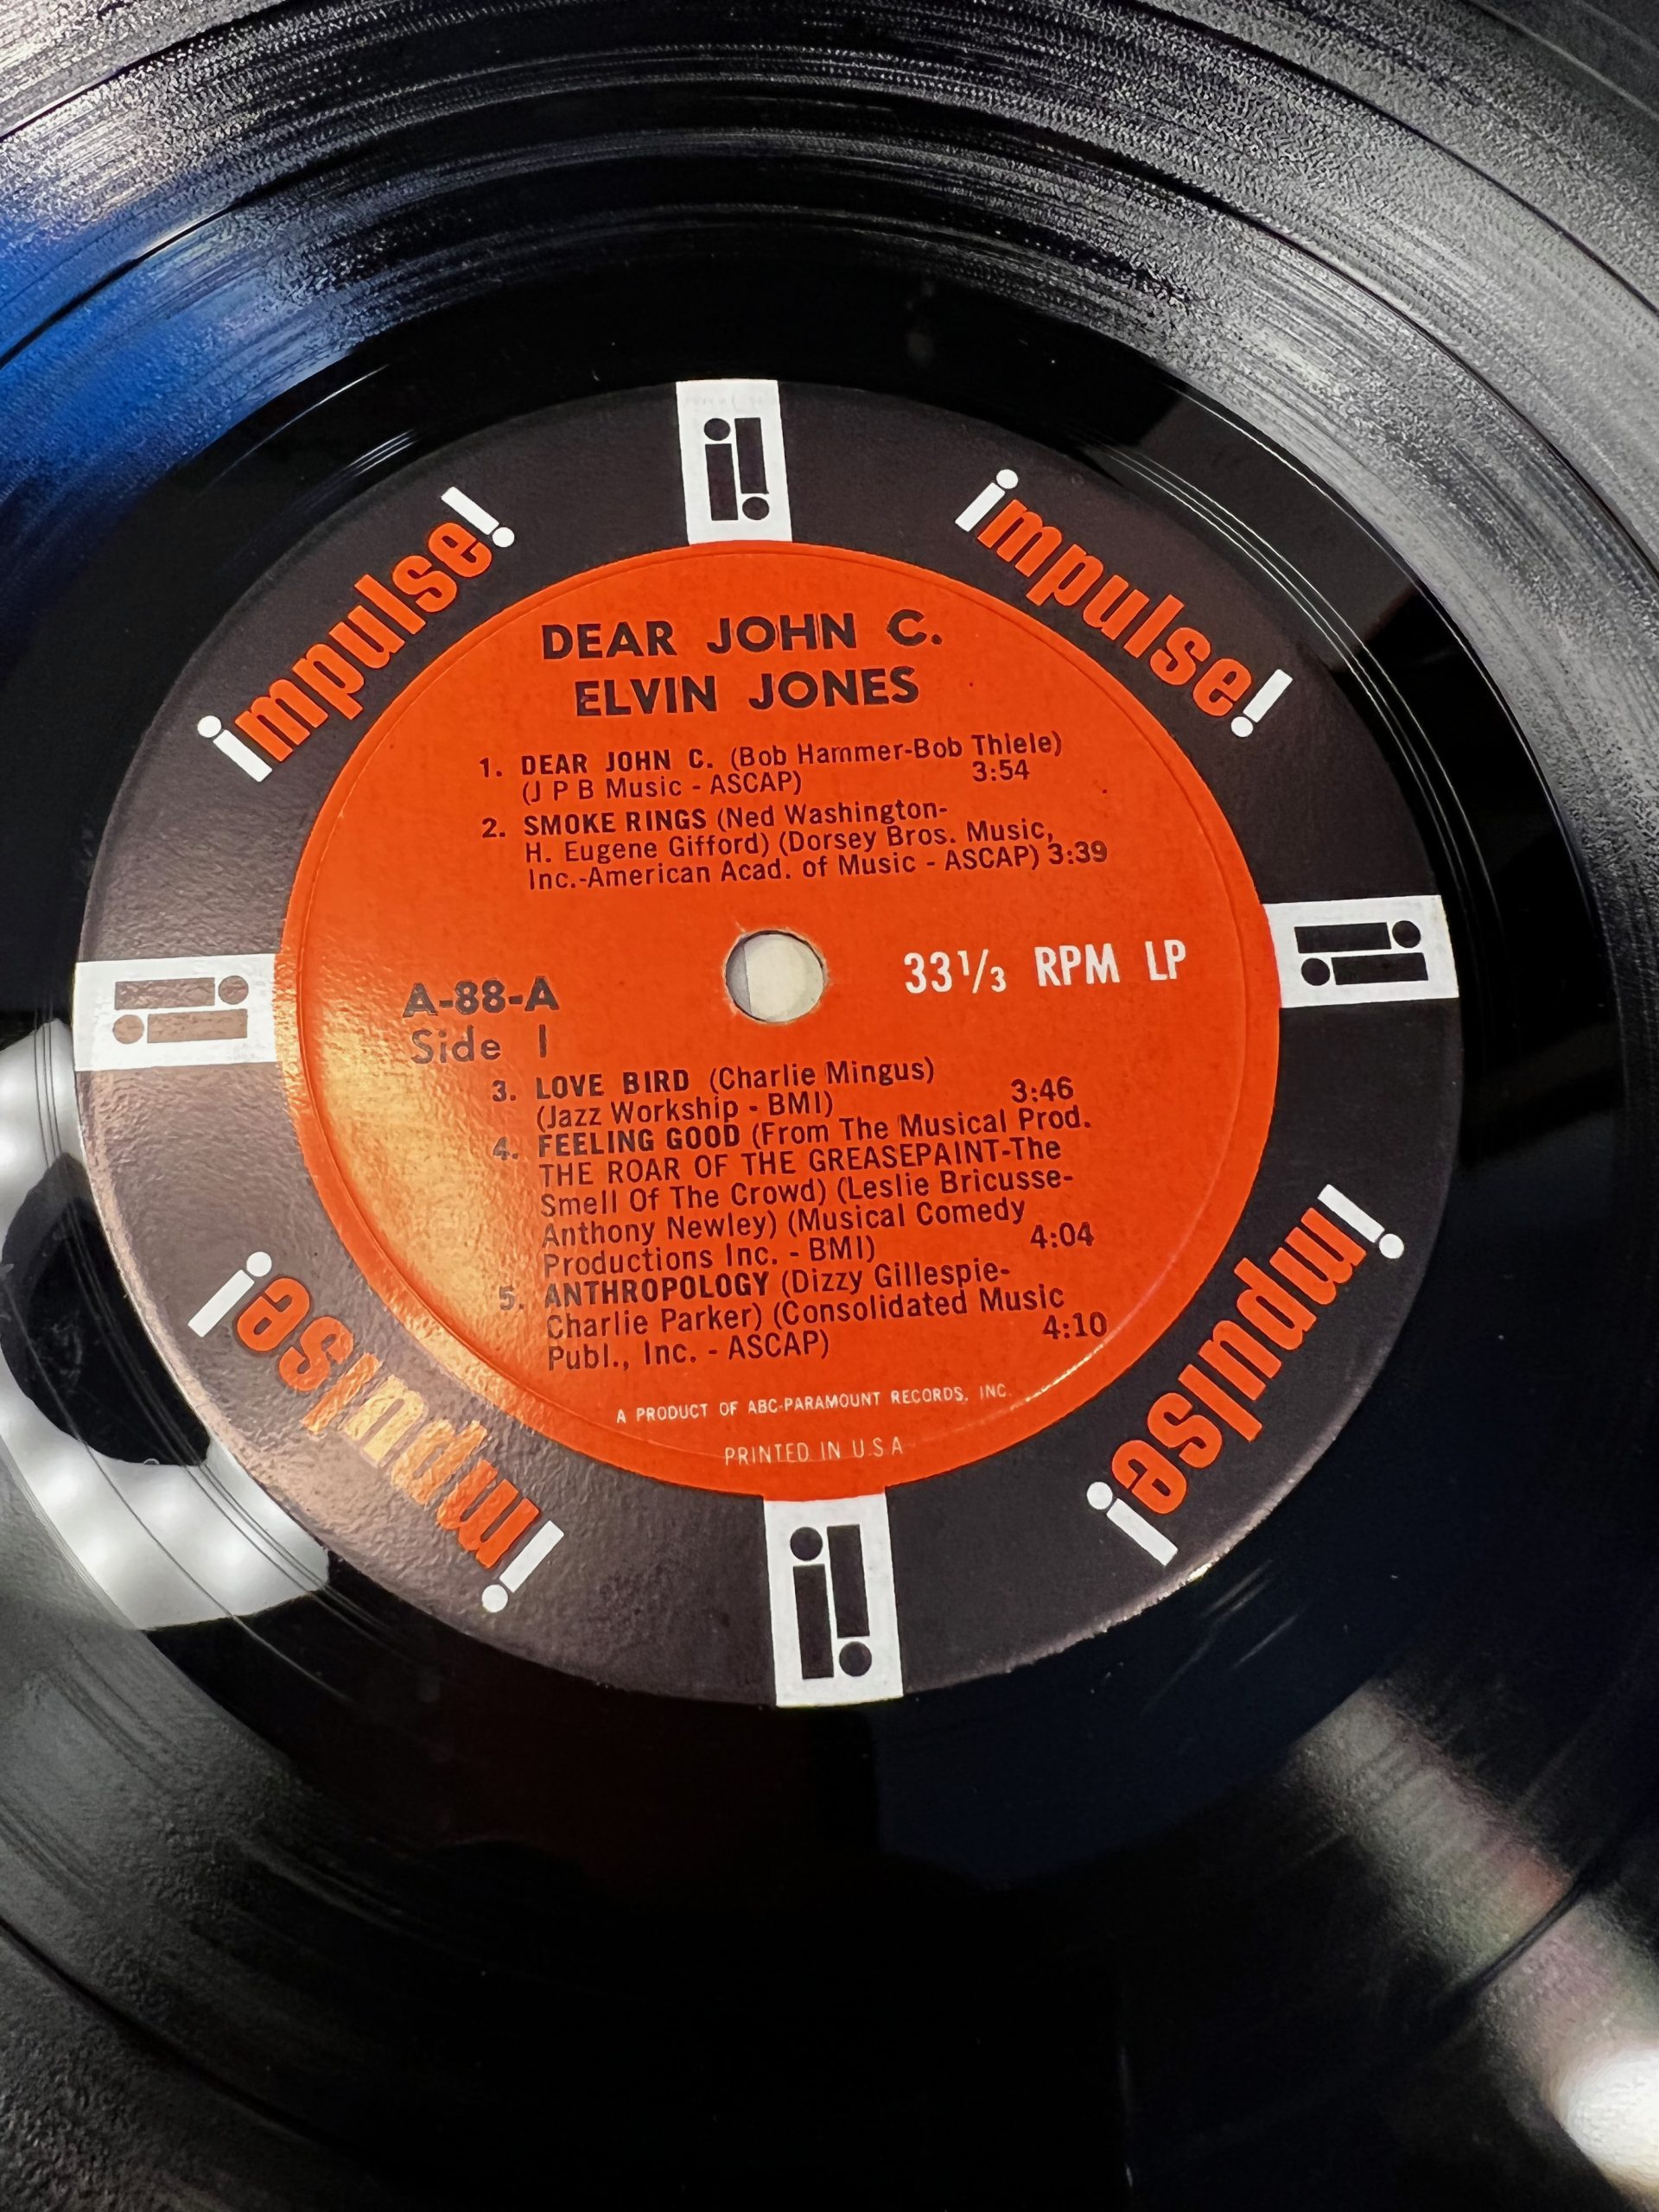 impulse!
impulse!
DEAR JOHN C.
ELVIN JONES
1. DEAR JOHN C. (Bob Hammer-Bob Thiele)
(J P B Music - ASCAP) 3:54
2. SMOKE RINGS (Ned Washington-
H. Eugene Gifford) (Dorsey Bros. Music,
Inc.-American Acad. of Music - ASCAP) 3:39
A-88-A
Side 1
33 1/3 RPM LP
3. LOVE BIRD (Charlie Mingus)
(Jazz Workship - BMI) 3:46
4. FEELING GOOD (From The Musical Prod.
THE ROAR OF THE GREASEPAINT-The
Smell Of The Crowd) (Leslie Bricusse-
Anthony Newley) (Musical Comedy
Productions Inc. - BMI) 4:04
5. ANTHROPOLOGY (Dizzy Gillespie-
Charlie Parker) (Consolidated Music
Publ., Inc. - ASCAP) 4:10
A PRODUCT OF ABC-PARAMOUNT RECORDS, INC.
PRINTED IN U.S.A
impulse!
impulse!